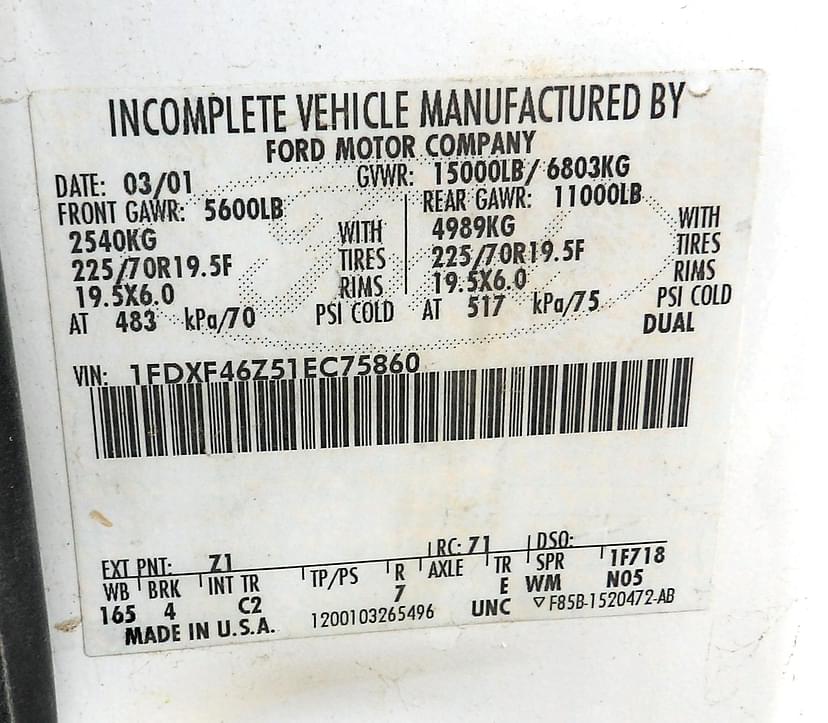 INCOMPLETE VEHICLE MANUFACTURED BY
FORD MOTOR COMPANY
DATE: 03/01 GVWR: 15000LB/ 6803KG
FRONT GAWR: 5600LB REAR GAWR: 11000LB
2540KG WITH 4989KG WITH
225/70R19.5F TIRES 225/70R19.5F TIRES
19.5X6.0 RIMS 19.5X6.0 RIMS
AT 483 kPa/70 PSI COLD AT 517 kPa/75 PSI COLD
DUAL
VIN: 1FDXF46Z51EC75860
EXT PNT: Z1 RC: 71 DSO:
WB BRK INT TR TP/PS R AXLE TR SPR 1F718
165 4 C2 7 E WM N05
MADE IN U.S.A. 1200103265496 UNC ▽ F85B-1520472-AB